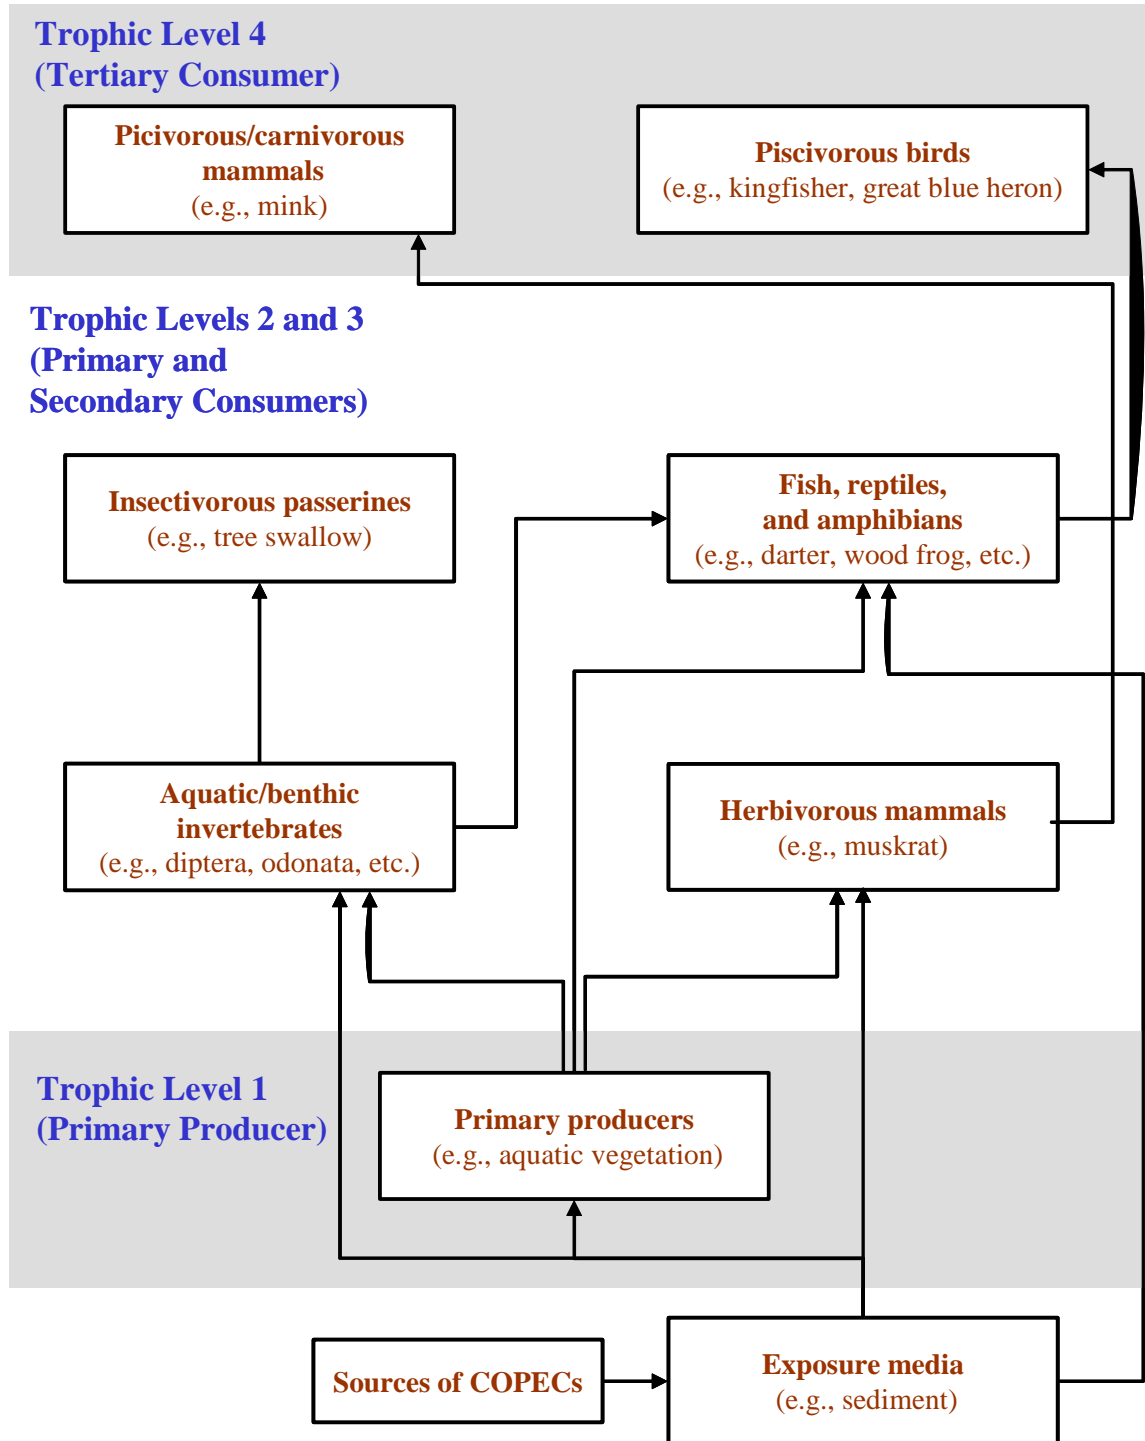 Trophic Level 4
(Tertiary Consumer)
Picivorous/carnivorous
mammals
(e.g., mink)
Piscivorous birds
(e.g., kingfisher, great blue heron)
Trophic Levels 2 and 3
(Primary and
Secondary Consumers)
Insectivorous passerines
(e.g., tree swallow)
Fish, reptiles,
and amphibians
(e.g., darter, wood frog, etc.)
Aquatic/benthic
invertebrates
(e.g., diptera, odonata, etc.)
Herbivorous mammals
(e.g., muskrat)
Trophic Level 1
(Primary Producer)
Primary producers
(e.g., aquatic vegetation)
Sources of COPECs
Exposure media
(e.g., sediment)